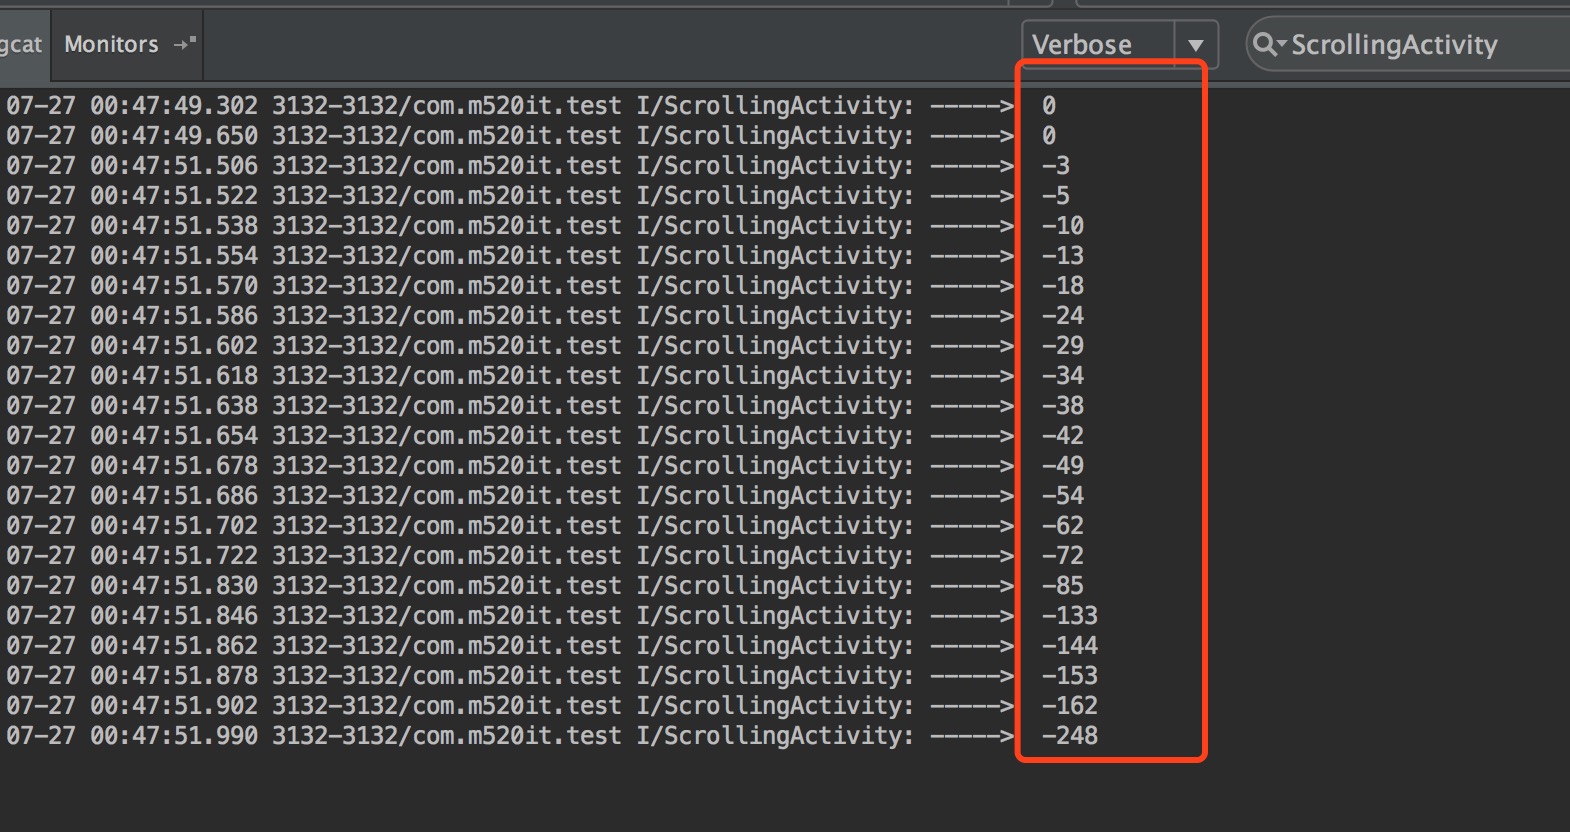 gcat Monitors Verbose ScrollingActivity
07-27 00:47:49.302 3132-3132/com.m520it.test I/ScrollingActivity: -----> 0
07-27 00:47:49.650 3132-3132/com.m520it.test I/ScrollingActivity: -----> 0
07-27 00:47:51.506 3132-3132/com.m520it.test I/ScrollingActivity: -----> -3
07-27 00:47:51.522 3132-3132/com.m520it.test I/ScrollingActivity: -----> -5
07-27 00:47:51.538 3132-3132/com.m520it.test I/ScrollingActivity: -----> -10
07-27 00:47:51.554 3132-3132/com.m520it.test I/ScrollingActivity: -----> -13
07-27 00:47:51.570 3132-3132/com.m520it.test I/ScrollingActivity: -----> -18
07-27 00:47:51.586 3132-3132/com.m520it.test I/ScrollingActivity: -----> -24
07-27 00:47:51.602 3132-3132/com.m520it.test I/ScrollingActivity: -----> -29
07-27 00:47:51.618 3132-3132/com.m520it.test I/ScrollingActivity: -----> -34
07-27 00:47:51.638 3132-3132/com.m520it.test I/ScrollingActivity: -----> -38
07-27 00:47:51.654 3132-3132/com.m520it.test I/ScrollingActivity: -----> -42
07-27 00:47:51.678 3132-3132/com.m520it.test I/ScrollingActivity: -----> -49
07-27 00:47:51.686 3132-3132/com.m520it.test I/ScrollingActivity: -----> -54
07-27 00:47:51.702 3132-3132/com.m520it.test I/ScrollingActivity: -----> -62
07-27 00:47:51.722 3132-3132/com.m520it.test I/ScrollingActivity: -----> -72
07-27 00:47:51.830 3132-3132/com.m520it.test I/ScrollingActivity: -----> -85
07-27 00:47:51.846 3132-3132/com.m520it.test I/ScrollingActivity: -----> -133
07-27 00:47:51.862 3132-3132/com.m520it.test I/ScrollingActivity: -----> -144
07-27 00:47:51.878 3132-3132/com.m520it.test I/ScrollingActivity: -----> -153
07-27 00:47:51.902 3132-3132/com.m520it.test I/ScrollingActivity: -----> -162
07-27 00:47:51.990 3132-3132/com.m520it.test I/ScrollingActivity: -----> -248